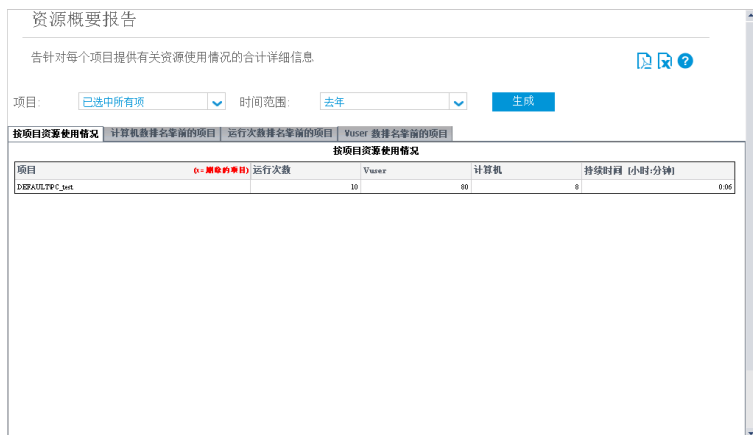 资源概要报告
告针对每个项目提供有关资源使用情况的合计详细信息
项目: 已选中所有项 时间范围: 去年 生成
按项目资源使用情况 计算机数排名靠前的项目 运行次数排名靠前的项目 Vuser 数排名靠前的项目
按项目资源使用情况
项目 (x= 删除的项目) 运行次数 Vuser 计算机 持续时间 [小时:分钟]
DEFAULT\PC_test 10 80 8 0:06